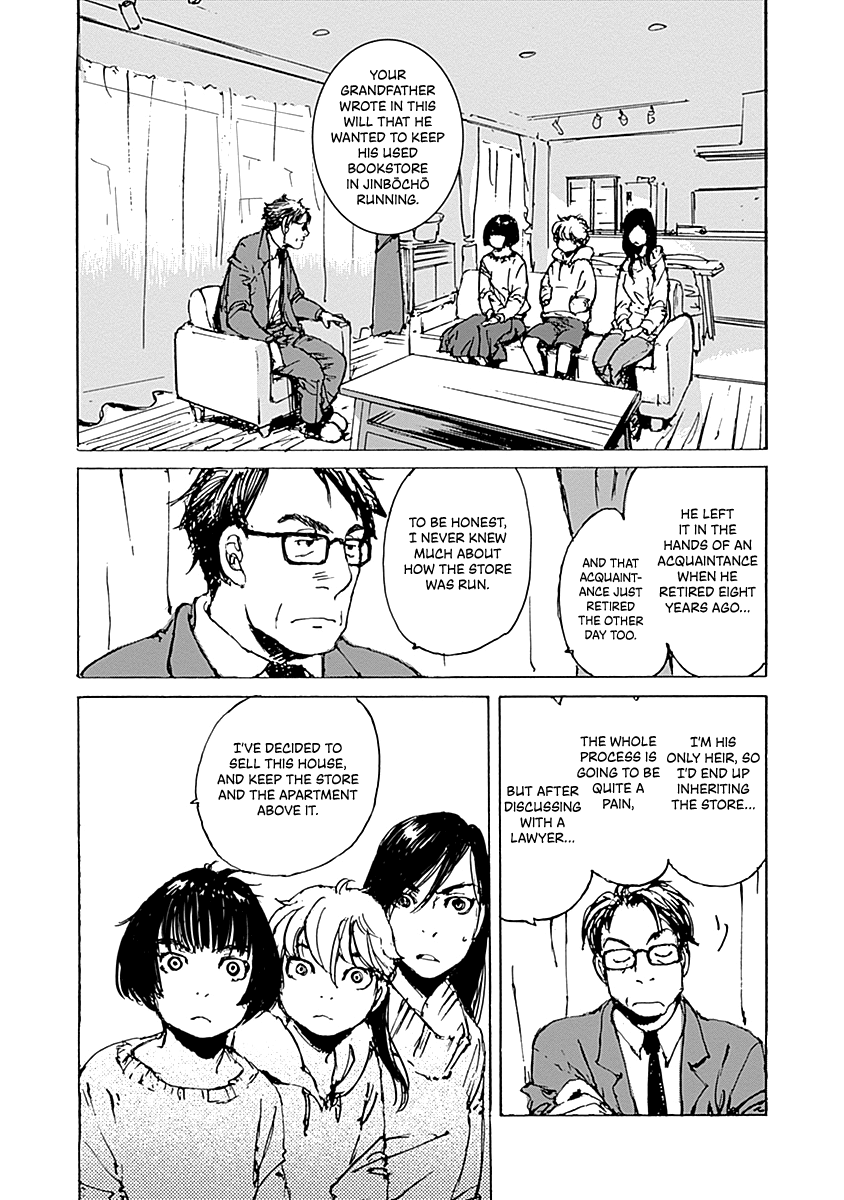 YOUR
GRANDFATHER
WROTE IN THIS
WILL THAT HE
WANTED TO KEEP
HIS USED
BOOKSTORE
IN JINBŌCHŌ
RUNNING.
HE LEFT
IT IN THE
HANDS OF AN
ACQUAINTANCE
WHEN HE
RETIRED EIGHT
YEARS AGO...
AND THAT
ACQUAINT-
ANCE JUST
RETIRED
THE OTHER
DAY TOO.
TO BE HONEST,
I NEVER KNEW
MUCH ABOUT
HOW THE STORE
WAS RUN.
I'M HIS
ONLY HEIR, SO
I'D END UP
INHERITING
THE STORE...
THE WHOLE
PROCESS IS
GOING TO BE
QUITE A
PAIN,
BUT AFTER
DISCUSSING
WITH A
LAWYER...
I'VE DECIDED TO
SELL THIS HOUSE,
AND KEEP THE STORE
AND THE APARTMENT
ABOVE IT.